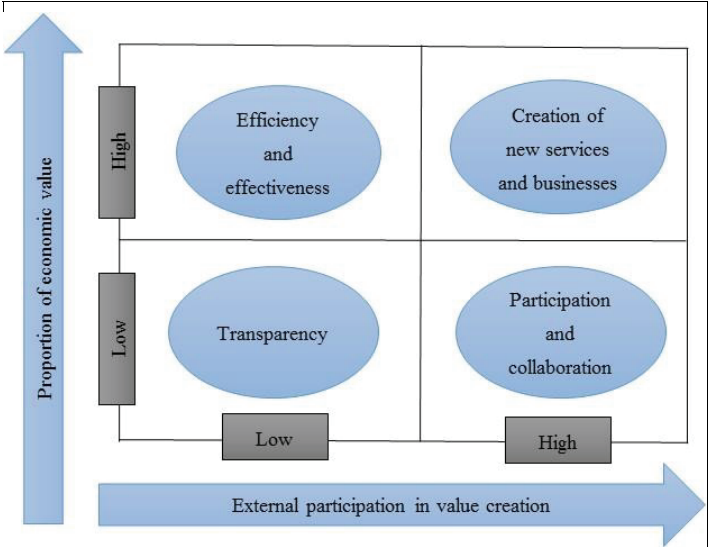 Proportion of economic value
High
Efficiency
and
effectiveness
Creation of
new services
and businesses
Low
Transparency
Participation
and
collaboration
Low
High
External participation in value creation